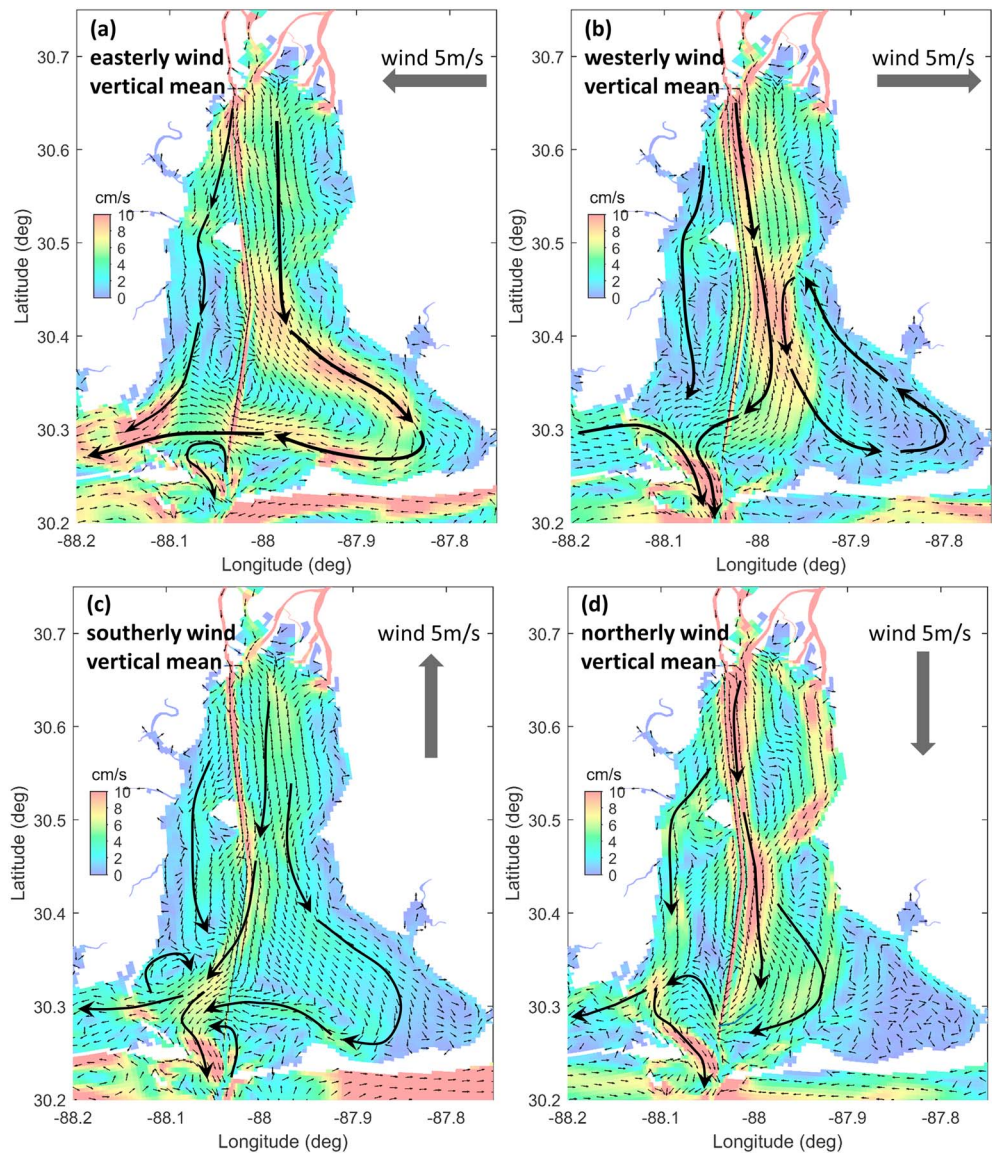 (a)
easterly wind
vertical mean
wind 5m/s
30.7
30.6
30.5
30.4
30.3
30.2
Latitude (deg)
cm/s
10
8
6
4
2
0
-88.2
-88.1
-88
-87.9
-87.8
Longitude (deg)
(b)
westerly wind
vertical mean
wind 5m/s
30.7
30.6
30.5
30.4
30.3
30.2
Latitude (deg)
cm/s
10
8
6
4
2
0
-88.2
-88.1
-88
-87.9
-87.8
Longitude (deg)
(c)
southerly wind
vertical mean
wind 5m/s
30.7
30.6
30.5
30.4
30.3
30.2
Latitude (deg)
cm/s
10
8
6
4
2
0
-88.2
-88.1
-88
-87.9
-87.8
Longitude (deg)
(d)
northerly wind
vertical mean
wind 5m/s
30.7
30.6
30.5
30.4
30.3
30.2
Latitude (deg)
cm/s
10
8
6
4
2
0
-88.2
-88.1
-88
-87.9
-87.8
Longitude (deg)